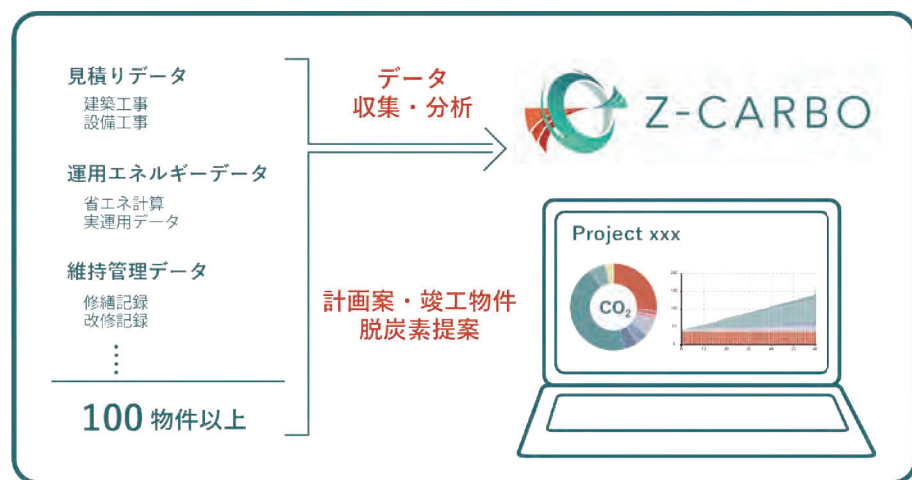 見積りデータ
建築工事
設備工事
運用エネルギーデータ
省エネ計算
実運用データ
維持管理データ
修繕記録
改修記録
100 物件以上
データ
収集・分析
計画案・竣工物件
脱炭素提案
Z-CARBO
Project xxx
CO₂